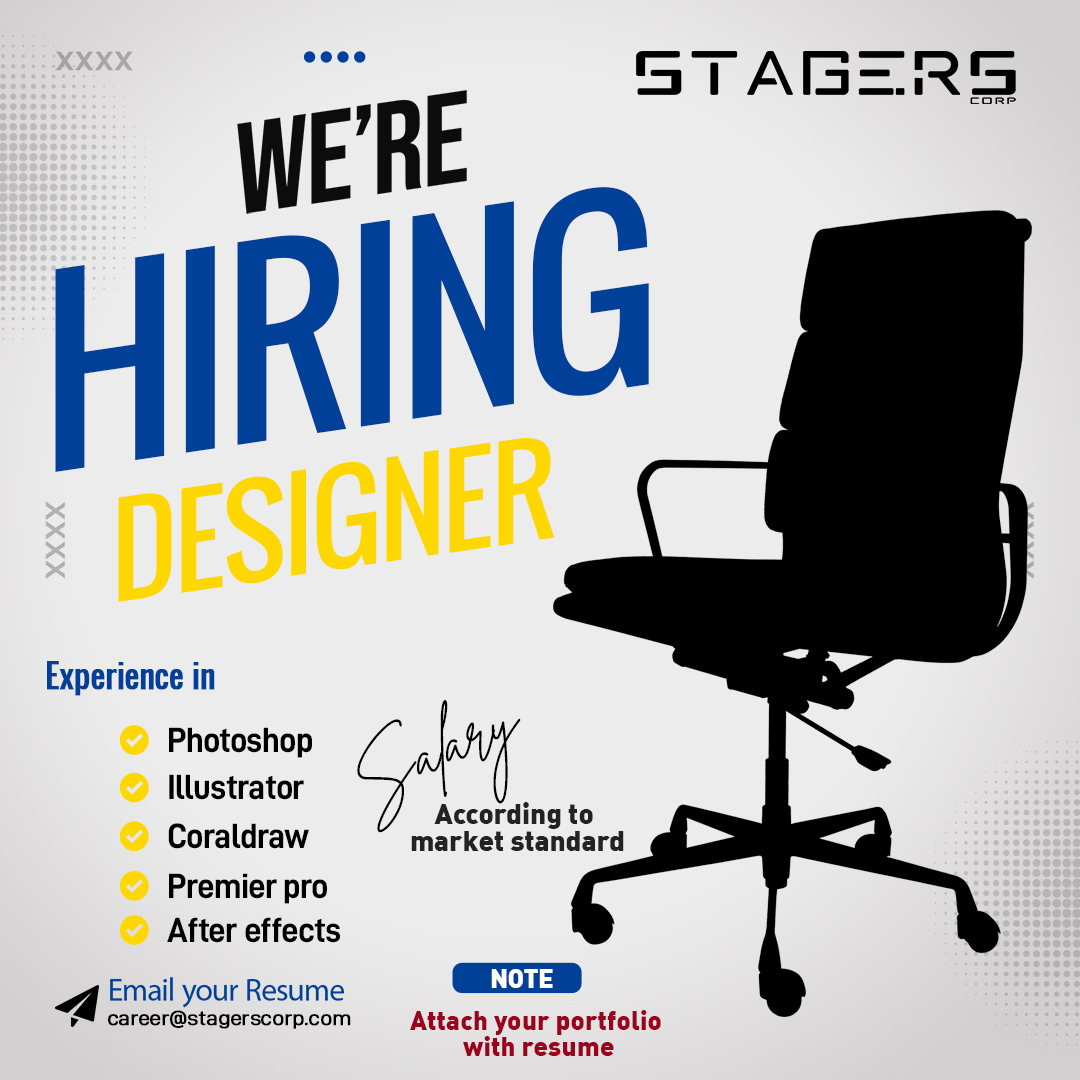 XXXX
STAGERS
CORP
WE'RE
HIRING
DESIGNER
XXXX
XXXX
Experience in
Photoshop
Illustrator
Coraldraw
Premier pro
After effects
Salary
According to
market standard
Email your Resume
career@stagerscorp.com
NOTE
Attach your portfolio
with resume